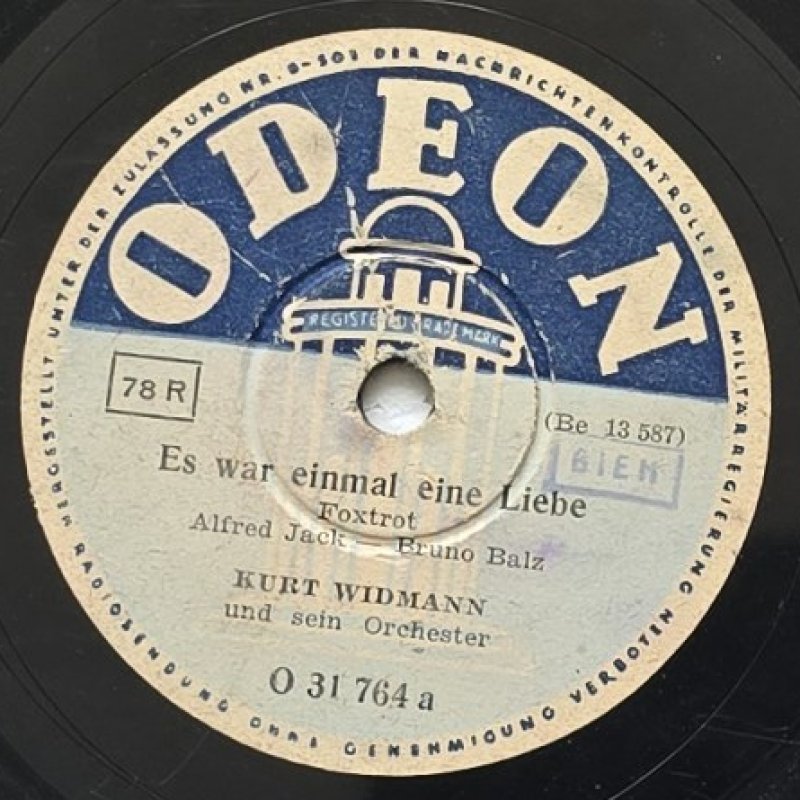 HERGESTELLT UNTER DER ZULASSUNG NR. B-501 DER NACHRICHTENKONTROLLE DER MILITÄRREGIERUNG
RADIOSENDUNG OHNE GENEHMIGUNG VERBOTEN
ODEON
REGISTERED TRADE MARK
78 R
(Be 13 587)
BIEM
Es war einmal eine Liebe
Foxtrot
Alfred Jack - Bruno Balz
KURT WIDMANN
und sein Orchester
O 31 764 a